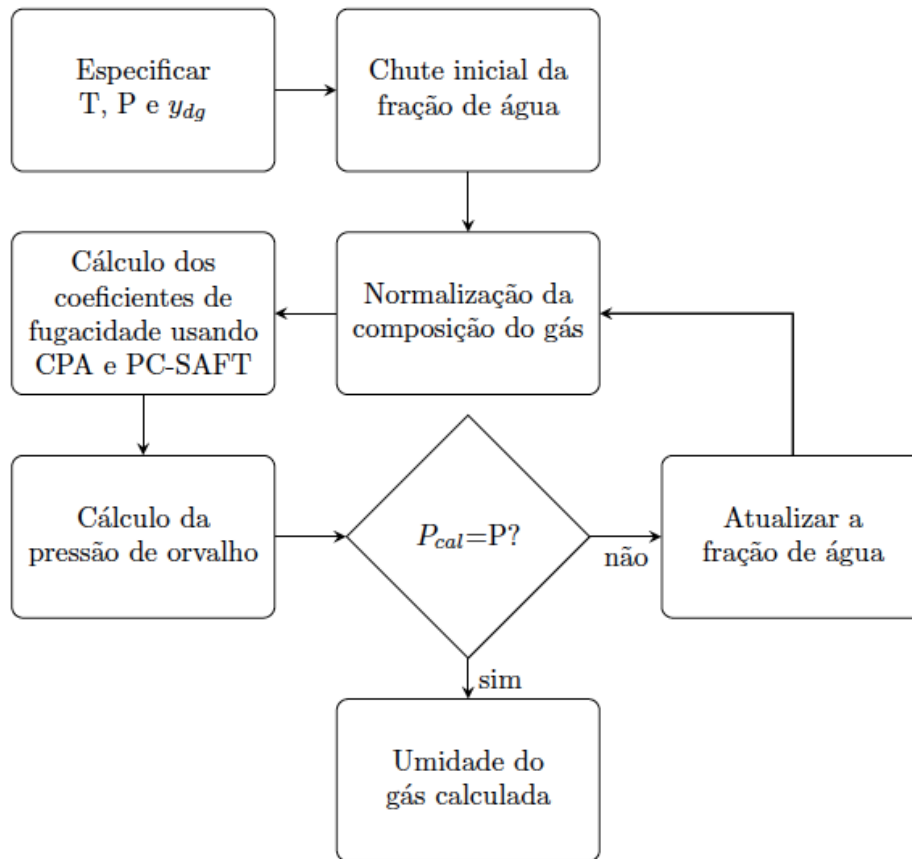 Especificar
T, P e y_dg
Chute inicial da
fração de água
Normalização da
composição do gás
Cálculo dos
coeficientes de
fugacidade usando
CPA e PC-SAFT
Cálculo da
pressão de orvalho
P_cal=P?
não
Atualizar a
fração de água
sim
Umidade do
gás calculada